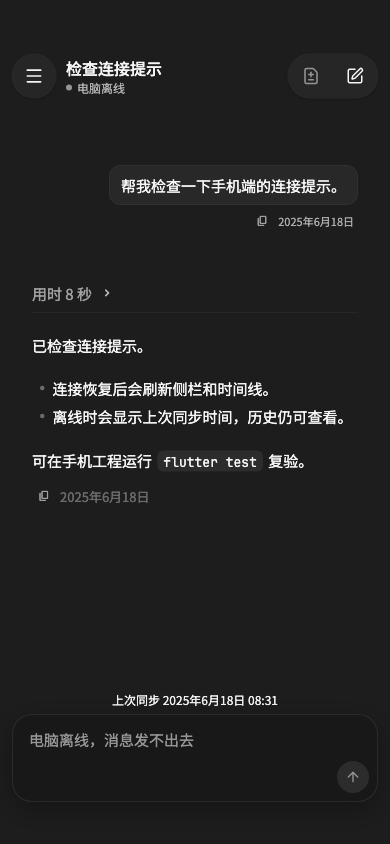 检查连接提示
电脑离线
帮我检查一下手机端的连接提示。
2025年6月18日
用时 8 秒
已检查连接提示。
连接恢复后会刷新侧栏和时间线。
离线时会显示上次同步时间，历史仍可查看。
可在手机工程运行 flutter test 复验。
2025年6月18日
上次同步 2025年6月18日 08:31
电脑离线，消息发不出去